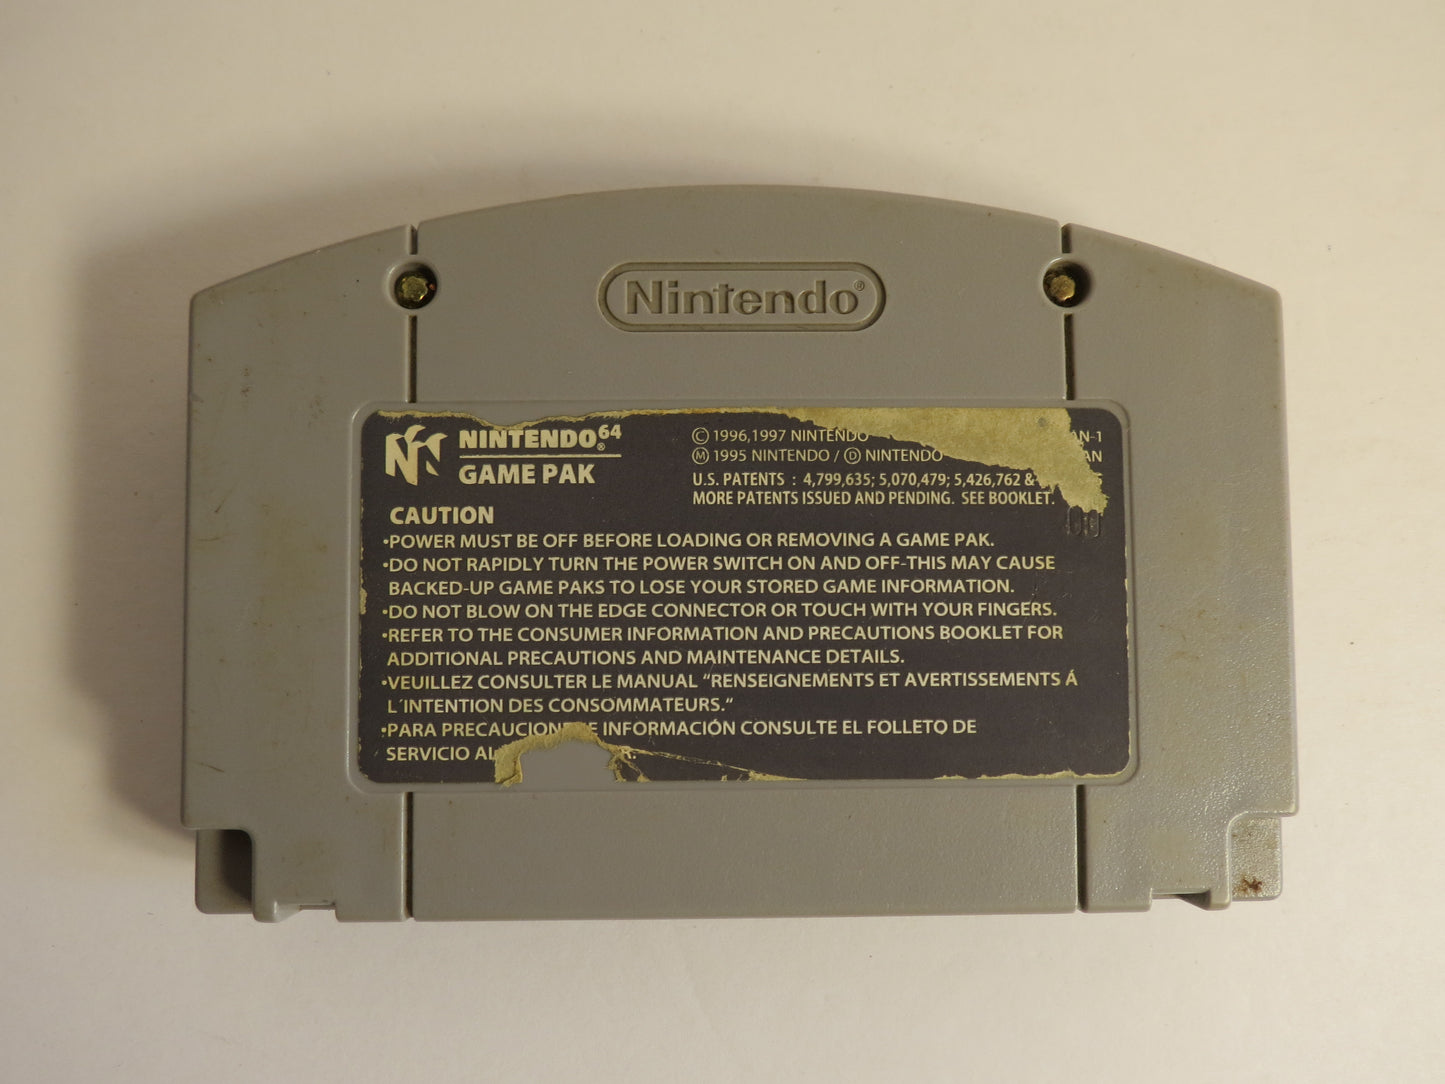 Nintendo®
NINTENDO®64
GAME PAK
© 1996,1997 NINTENDO
Ⓜ 1995 NINTENDO / Ⓓ NINTENDO
U.S. PATENTS : 4,799,635; 5,070,479; 5,426,762 &
MORE PATENTS ISSUED AND PENDING. SEE BOOKLET.
CAUTION
•POWER MUST BE OFF BEFORE LOADING OR REMOVING A GAME PAK.
•DO NOT RAPIDLY TURN THE POWER SWITCH ON AND OFF-THIS MAY CAUSE
BACKED-UP GAME PAKS TO LOSE YOUR STORED GAME INFORMATION.
•DO NOT BLOW ON THE EDGE CONNECTOR OR TOUCH WITH YOUR FINGERS.
•REFER TO THE CONSUMER INFORMATION AND PRECAUTIONS BOOKLET FOR
ADDITIONAL PRECAUTIONS AND MAINTENANCE DETAILS.
•VEUILLEZ CONSULTER LE MANUAL “RENSEIGNEMENTS ET AVERTISSEMENTS Á
L´INTENTION DES CONSOMMATEURS.“
•PARA PRECAUCION E INFORMACIÓN CONSULTE EL FOLLETO DE
SERVICIO AL